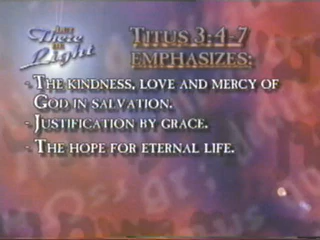 Let
There
Be
Light
TITUS 3:4-7
EMPHASIZES:
- THE KINDNESS, LOVE AND MERCY OF
GOD IN SALVATION.
- JUSTIFICATION BY GRACE.
- THE HOPE FOR ETERNAL LIFE.